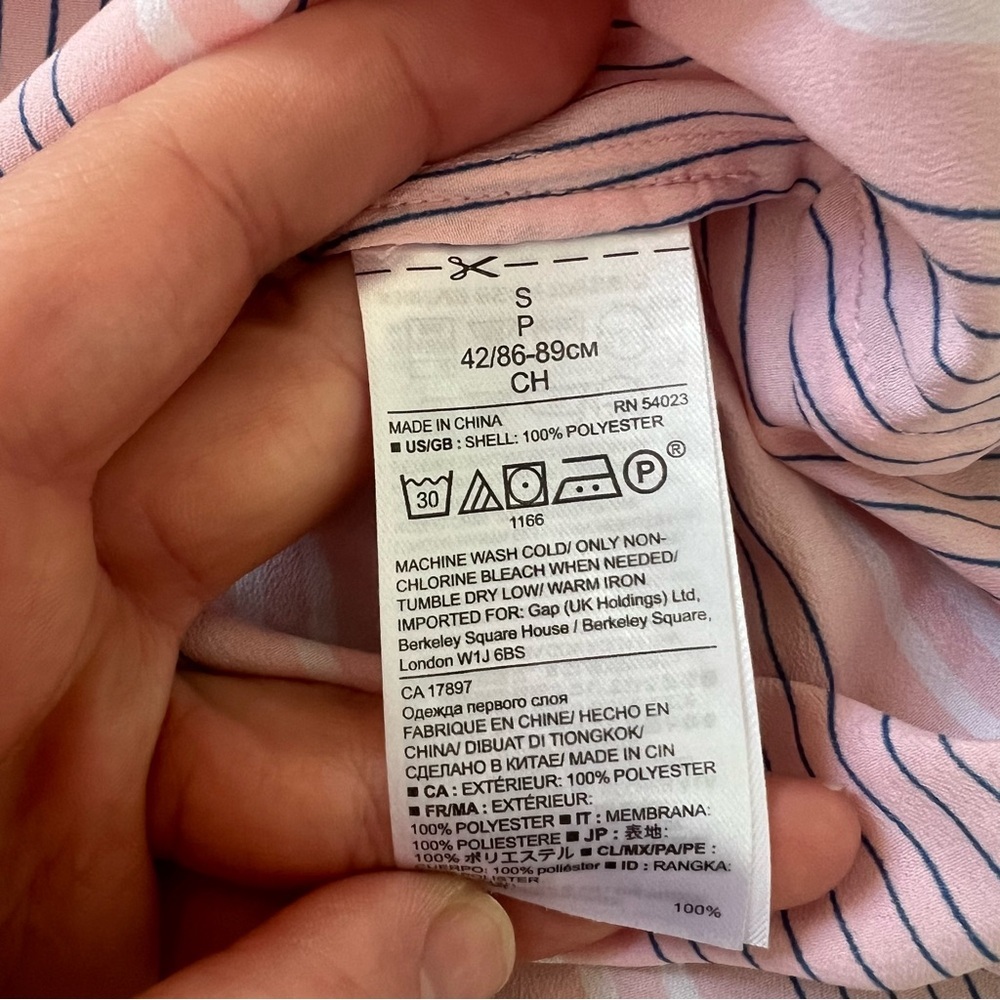 S
P
42/86-89CM
CH
MADE IN CHINA RN 54023
■ US/GB : SHELL: 100% POLYESTER
30 P ®
1166
MACHINE WASH COLD/ ONLY NON-
CHLORINE BLEACH WHEN NEEDED/
TUMBLE DRY LOW/ WARM IRON
IMPORTED FOR: Gap (UK Holdings) Ltd,
Berkeley Square House / Berkeley Square,
London W1J 6BS
CA 17897
Одежда первого слоя
FABRIQUE EN CHINE/ HECHO EN
CHINA/ DIBUAT DI TIONGKOK/
СДЕЛАНО В КИТАЕ/ MADE IN CIN
■ CA : EXTÉRIEUR: 100% POLYESTER
■ FR/MA : EXTÉRIEUR:
100% POLYESTER ■ IT : MEMBRANA:
100% POLIESTERE ■ JP : 表地:
100% ポリエステル ■ CL/MX/PA/PE :
CUERPO: 100% poliéster ■ ID : RANGKA:
100%